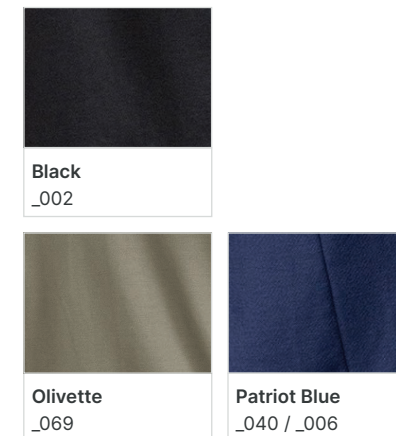 Black
_002
Olivette
_069
Patriot Blue
_040 / _006